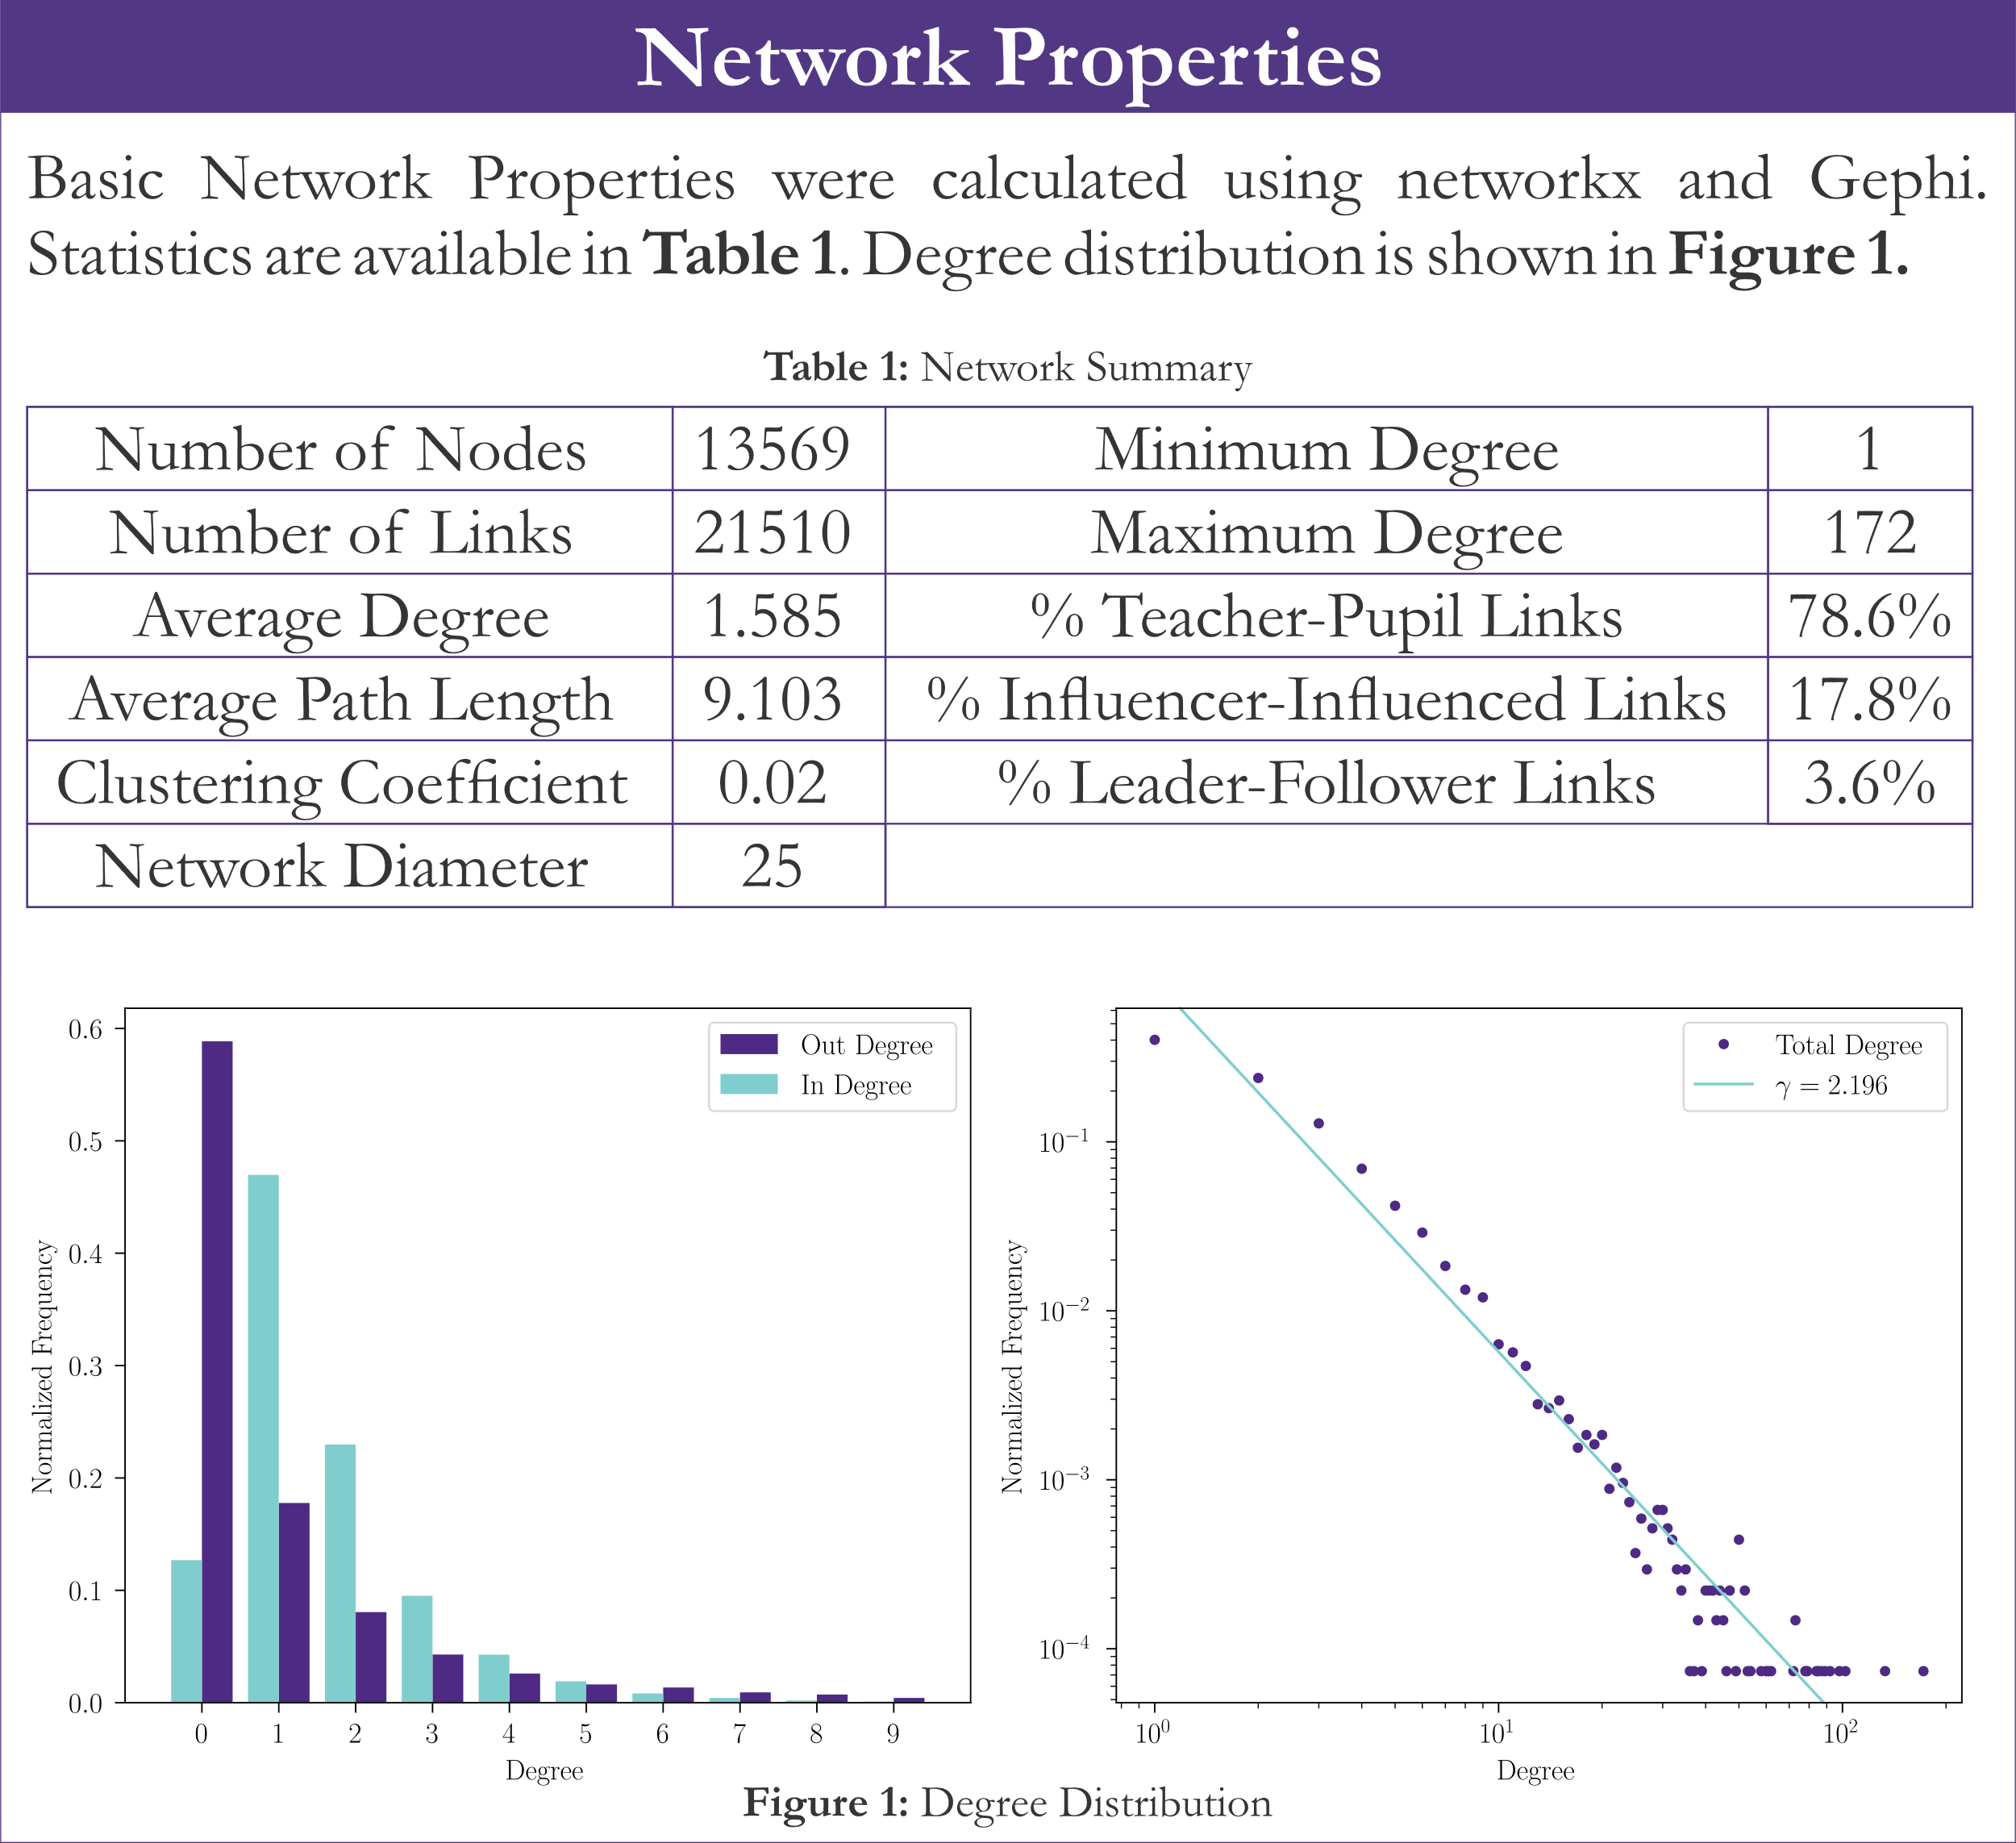 Network Properties
Basic Network Properties were calculated using networkx and Gephi.
Statistics are available in Table 1. Degree distribution is shown in Figure 1.
Table 1: Network Summary
Number of Nodes 13569 Minimum Degree 1
Number of Links 21510 Maximum Degree 172
Average Degree 1.585 % Teacher-Pupil Links 78.6%
Average Path Length 9.103 % Influencer-Influenced Links 17.8%
Clustering Coefficient 0.02 % Leader-Follower Links 3.6%
Network Diameter 25
Normalized Frequency
0.6
0.5
0.4
0.3
0.2
0.1
0.0
Out Degree
In Degree
0 1 2 3 4 5 6 7 8 9
Degree
Normalized Frequency
10⁻¹
10⁻²
10⁻³
10⁻⁴
Total Degree
γ = 2.196
10⁰ 10¹ 10²
Degree
Figure 1: Degree Distribution